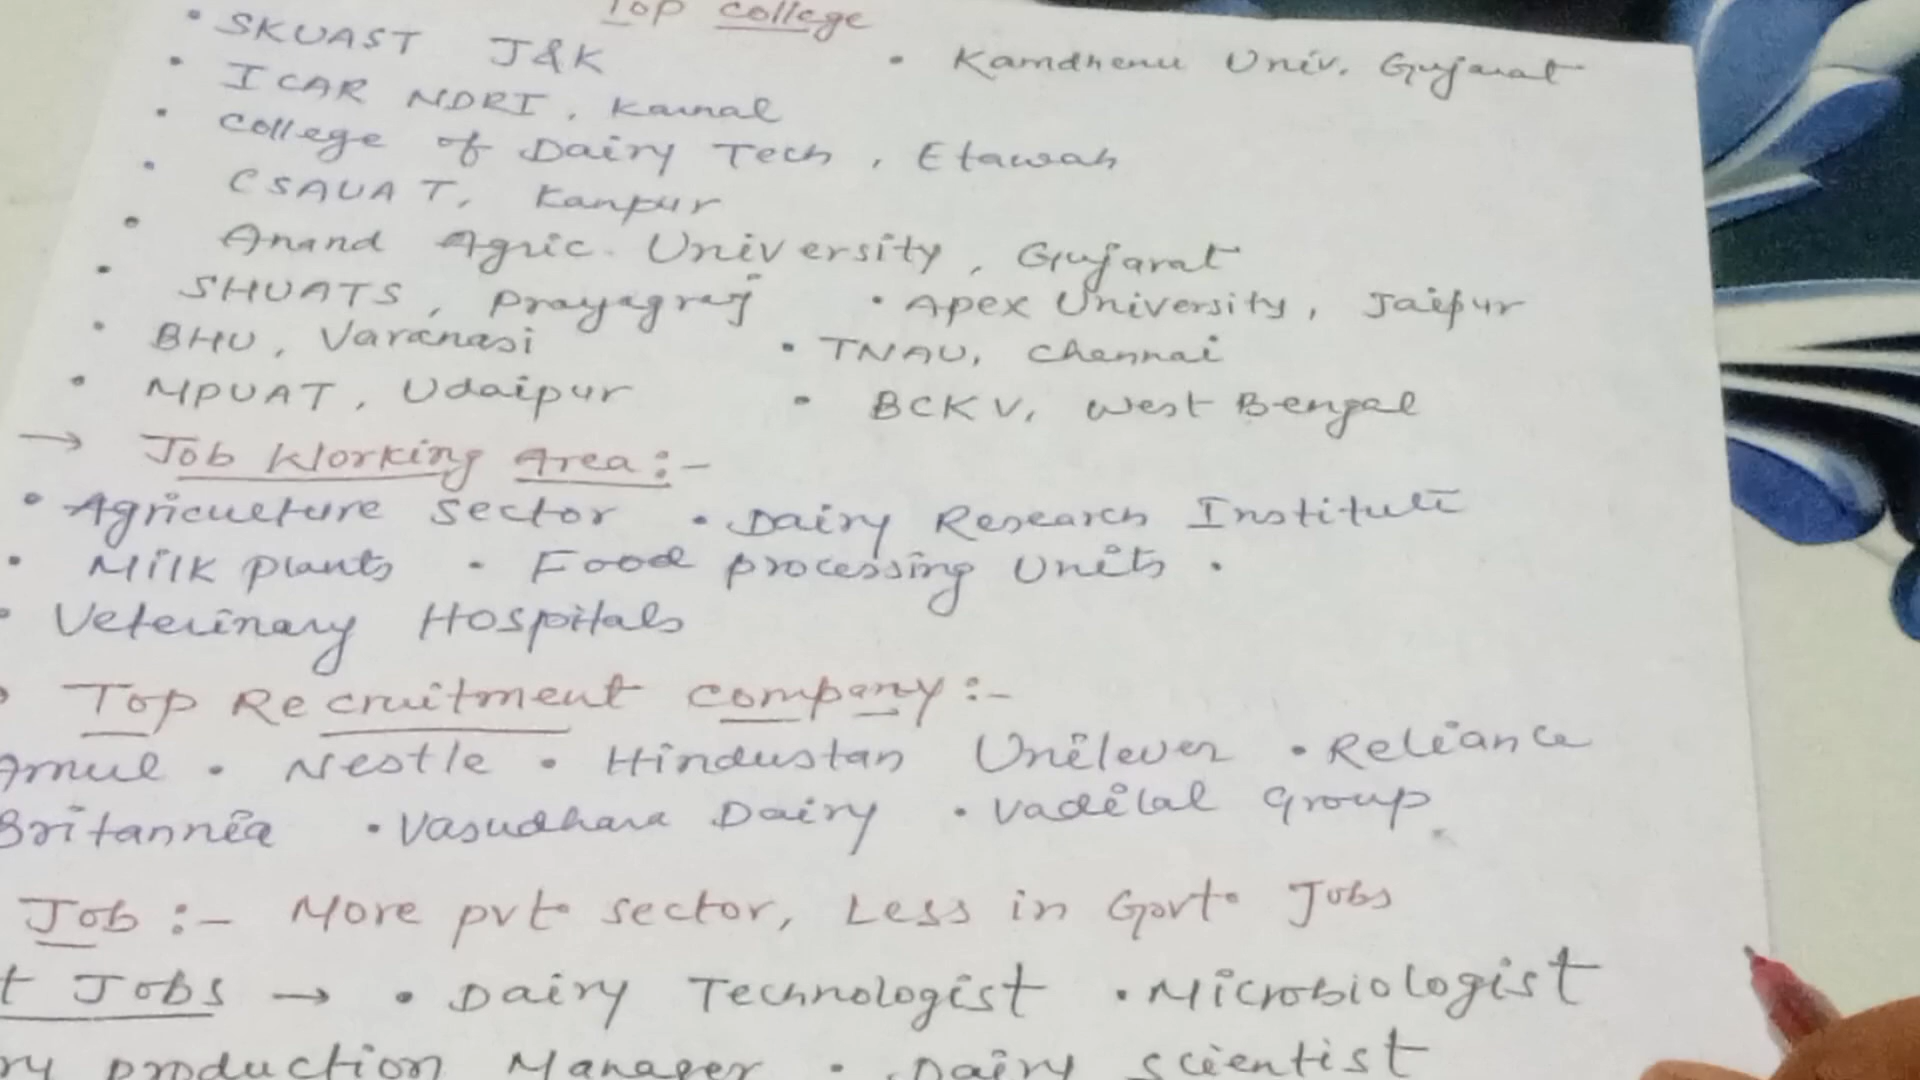 Top college
• SKUAST J&K • Kamdhenu Univ. Gujarat
• ICAR NDRI, Karnal
• College of Dairy Tech, Etawah
• CSAUAT, Kanpur
• Anand Agric. University, Gujarat
• SHUATS, Prayagraj • Apex University, Jaipur
• BHU, Varanasi • TNAU, Chennai
• MPUAT, Udaipur • BCKV, West Bengal
→ Job Working Area:-
• Agriculture Sector • Dairy Research Institute
• Milk plants • Food processing Units •
• Veterinary Hospitals
Top Recruitment company:-
Amul • Nestle • Hindustan Unilever • Reliance
Britannia • Vasudhara Dairy • Vadilal Group
Job:- More pvt. sector, Less in Govt. Jobs
t Jobs → • Dairy Technologist • Microbiologist
ry production Manager • Dairy scientist